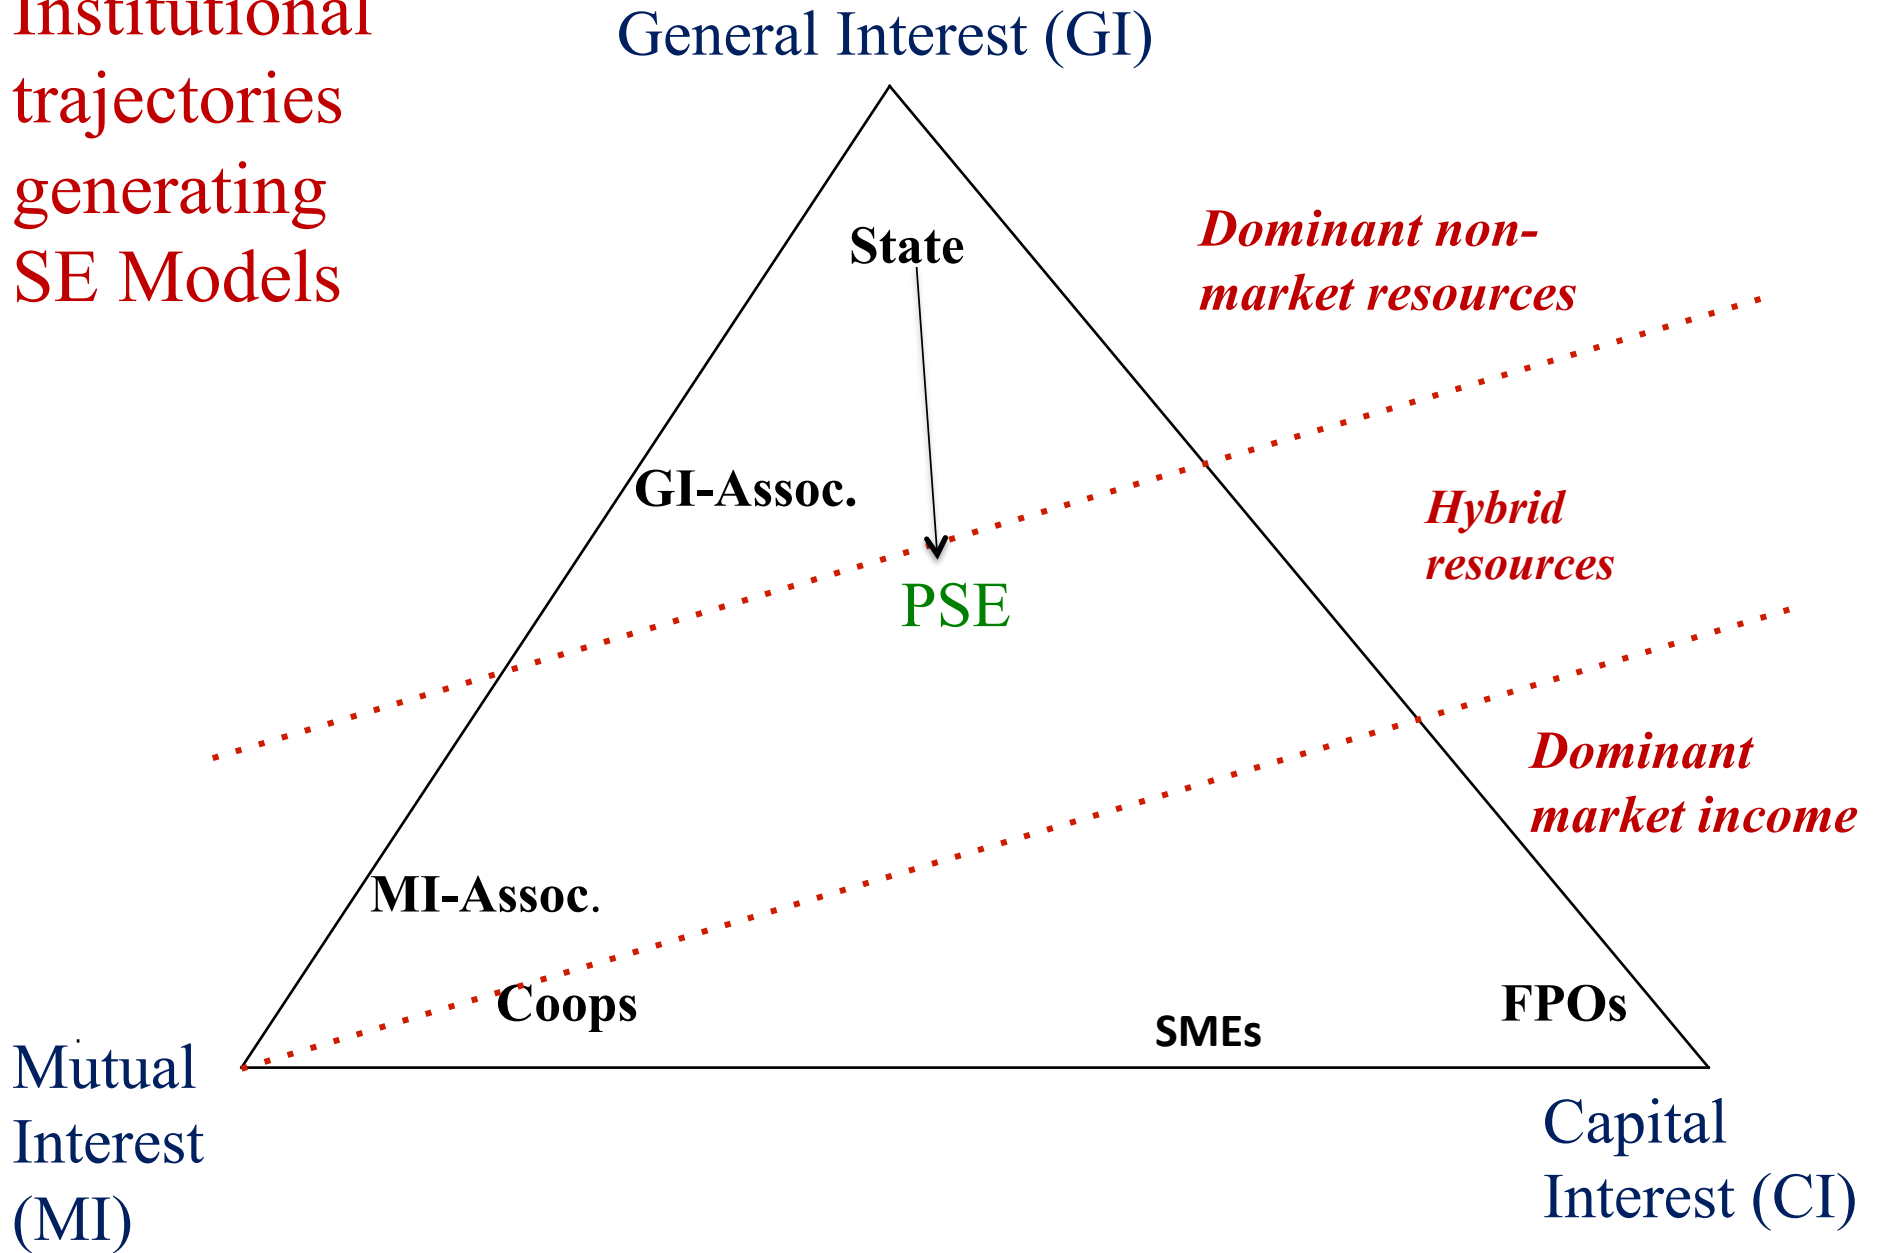 Institutional
trajectories
generating
SE Models
General Interest (GI)
State
Dominant non-
market resources
GI-Assoc.
Hybrid
resources
PSE
Dominant
market income
MI-Assoc.
Coops
SMEs
FPOs
Mutual
Interest
(MI)
Capital
Interest (CI)